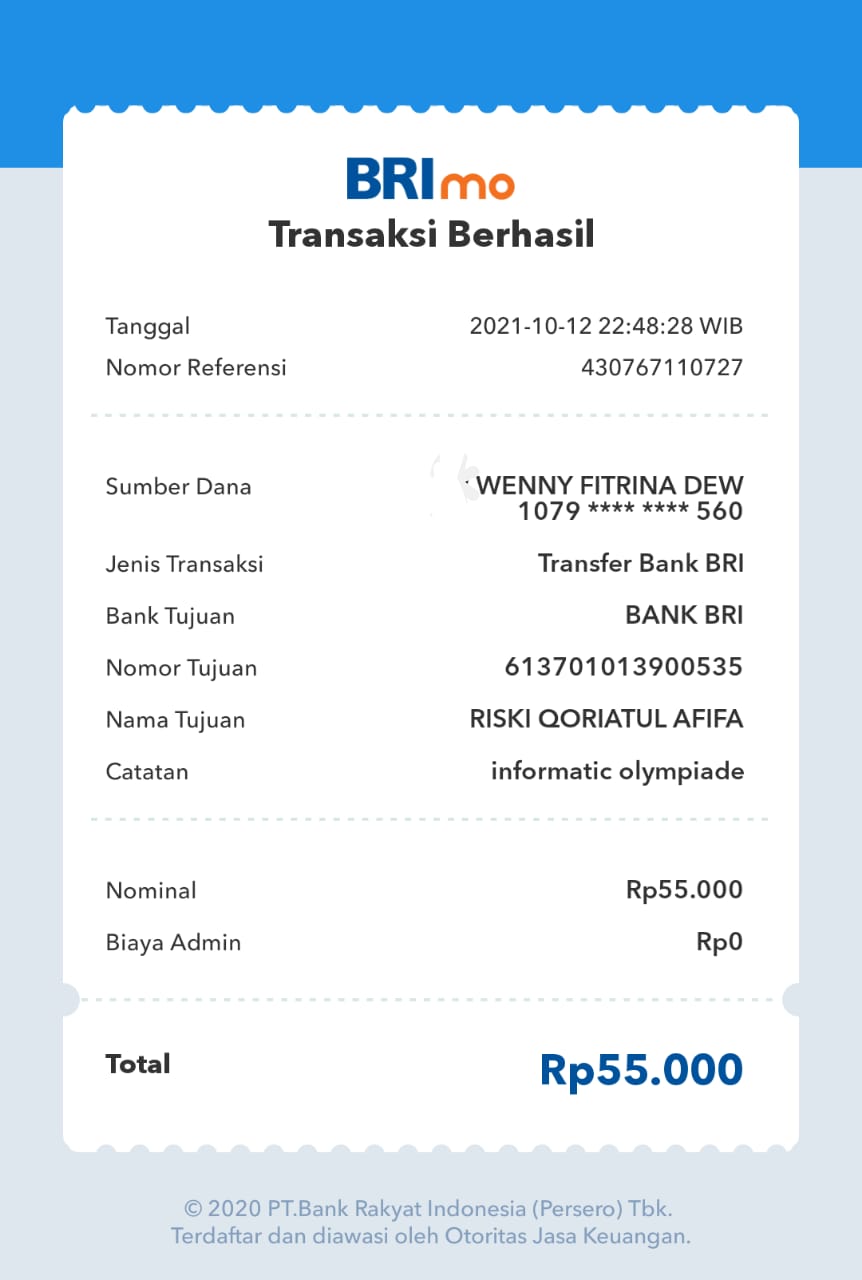 BRImo
Transaksi Berhasil
Tanggal 2021-10-12 22:48:28 WIB
Nomor Referensi 430767110727
Sumber Dana WENNY FITRINA DEW
1079 **** **** 560
Jenis Transaksi Transfer Bank BRI
Bank Tujuan BANK BRI
Nomor Tujuan 613701013900535
Nama Tujuan RISKI QORIATUL AFIFA
Catatan informatic olympiade
Nominal Rp55.000
Biaya Admin Rp0
Total Rp55.000
© 2020 PT.Bank Rakyat Indonesia (Persero) Tbk.
Terdaftar dan diawasi oleh Otoritas Jasa Keuangan.